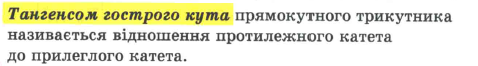 Тангенсом гострого кута прямокутного трикутника
називається відношення протилежного катета
до прилеглого катета.